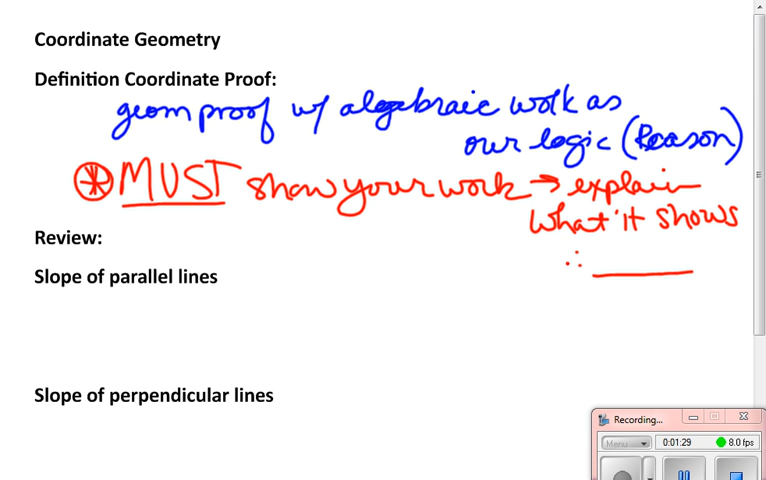 Coordinate Geometry
Definition Coordinate Proof:
geom proof w/ algebraic work as
our logic (Reason)
* MUST show your work → explain
what it shows
∴ ______
Review:
Slope of parallel lines
Slope of perpendicular lines
Recording...
Menu
0:01:29
8.0 fps